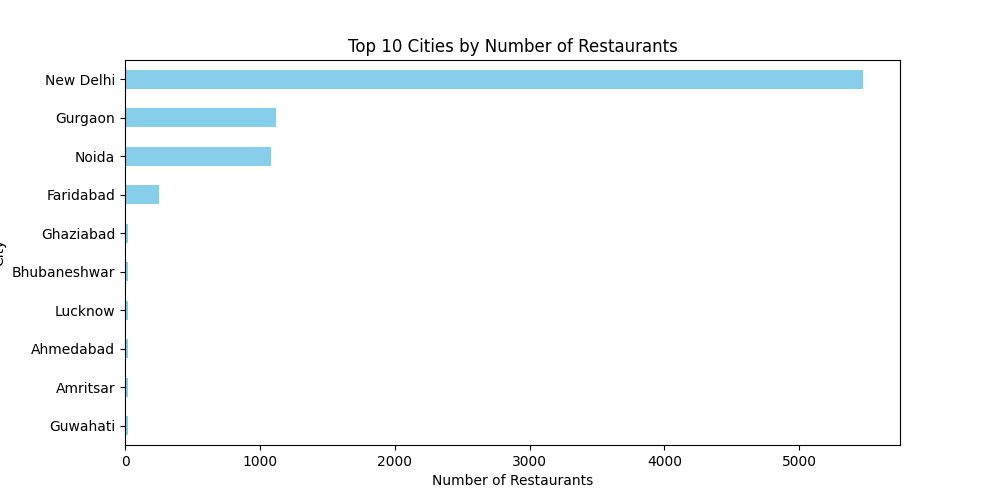 Top 10 Cities by Number of Restaurants
New Delhi
Gurgaon
Noida
Faridabad
Ghaziabad
Bhubaneshwar
Lucknow
Ahmedabad
Amritsar
Guwahati
City
0 1000 2000 3000 4000 5000
Number of Restaurants